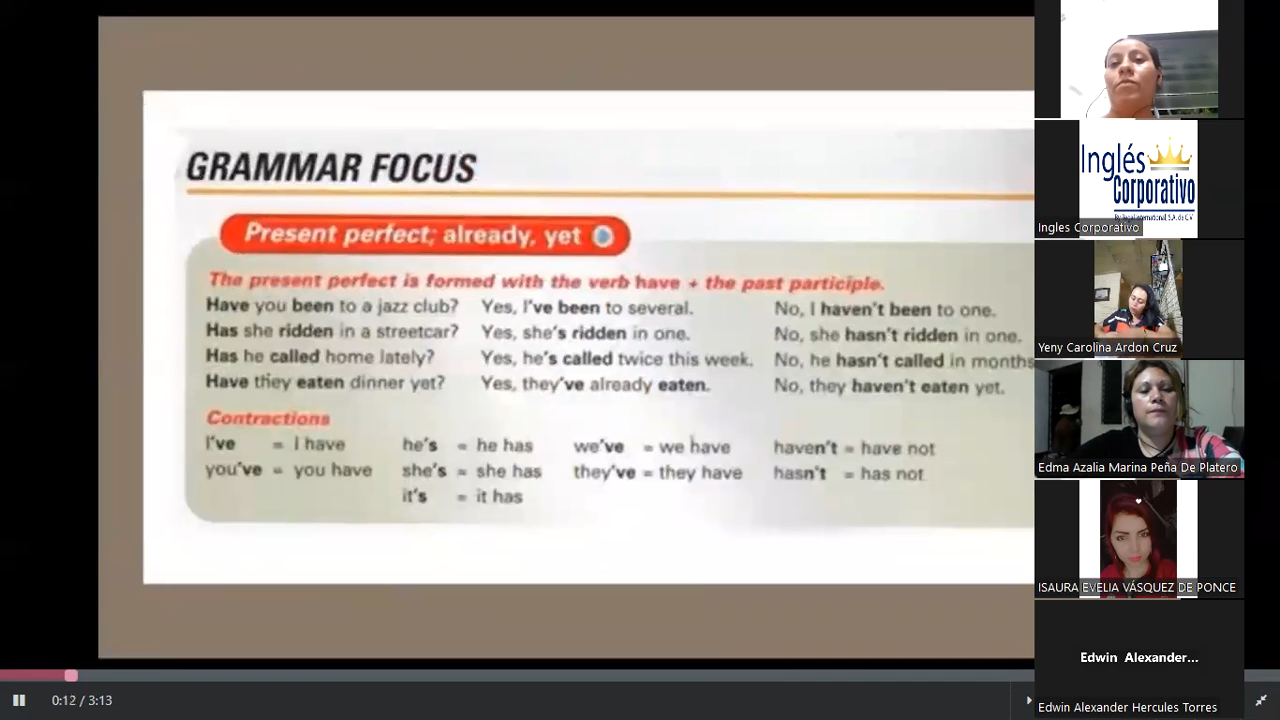 GRAMMAR FOCUS
Present perfect; already, yet
The present perfect is formed with the verb have + the past participle.
Have you been to a jazz club? Yes, I've been to several. No, I haven't been to one.
Has she ridden in a streetcar? Yes, she's ridden in one. No, she hasn't ridden in one.
Has he called home lately? Yes, he's called twice this week. No, he hasn't called in months
Have they eaten dinner yet? Yes, they've already eaten. No, they haven't eaten yet.
Contractions
I've = I have he's = he has we've = we have haven't = have not
you've = you have she's = she has they've = they have hasn't = has not
it's = it has
0:12 / 3:13
Inglés
Corporativo
Ingles Corporativo
Yeny Carolina Ardon Cruz
Edma Azalia Marina Peña De Platero
ISAURA EVELIA VÁSQUEZ DE PONCE
Edwin Alexander...
Edwin Alexander Hercules Torres